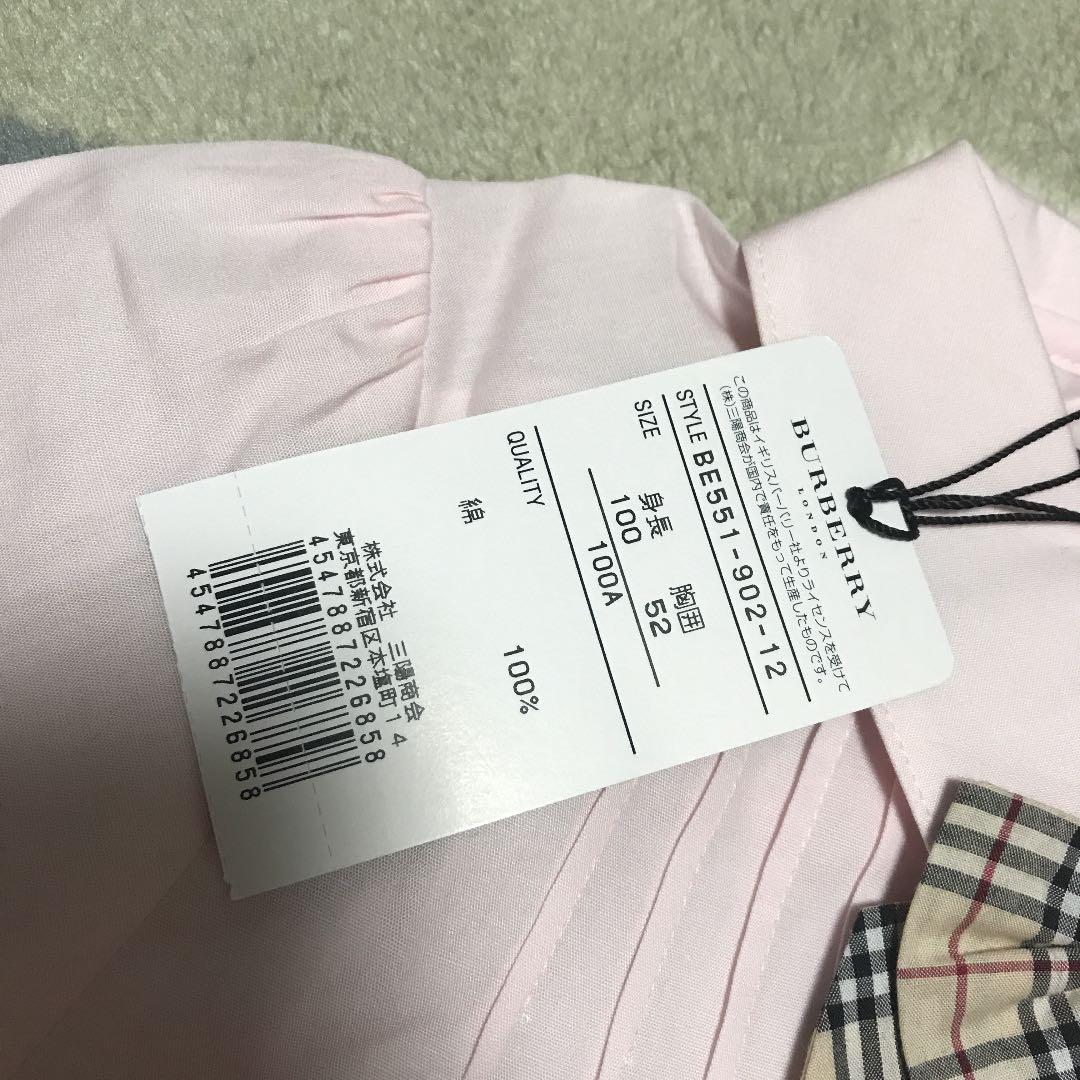 BURBERRY
LONDON
この商品はイギリスバーバリー社よりライセンスを受けて
(株)三陽商会が国内で責任をもって生産したものです。
STYLE BE551-902-12
SIZE 身長 胸囲
100 52
100A
QUALITY
綿 100%
株式会社 三陽商会
東京都新宿区本塩町14
4547887226858
4547887226858